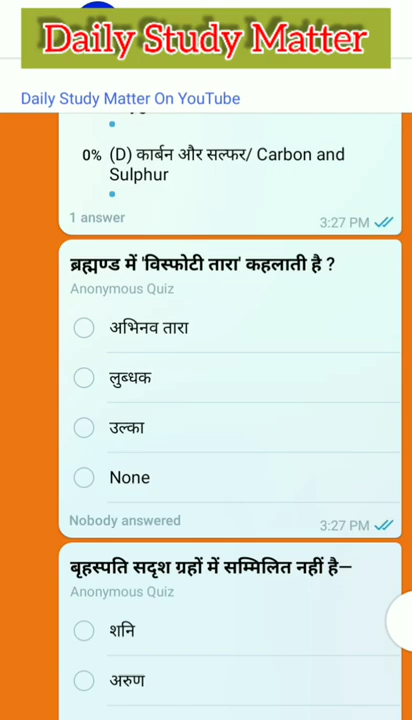 Daily Study Matter
Daily Study Matter On YouTube
0% (D) कार्बन और सल्फर/ Carbon and
Sulphur
1 answer
3:27 PM
ब्रह्मण्ड में 'विस्फोटी तारा' कहलाती है ?
Anonymous Quiz
अभिनव तारा
लुब्धक
उल्का
None
Nobody answered
3:27 PM
बृहस्पति सदृश ग्रहों में सम्मिलित नहीं है—
Anonymous Quiz
शनि
अरुण